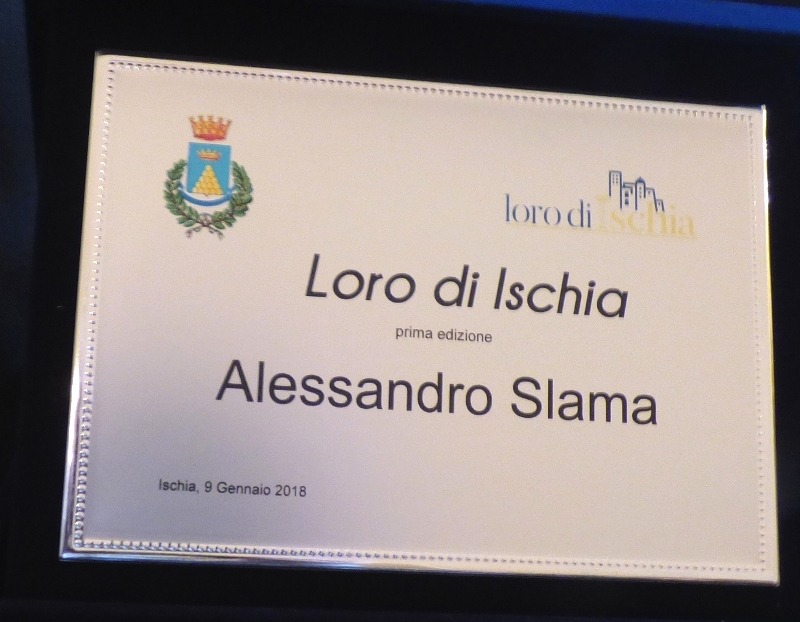 loro di Ischia
Loro di Ischia
prima edizione
Alessandro Slama
Ischia, 9 Gennaio 2018